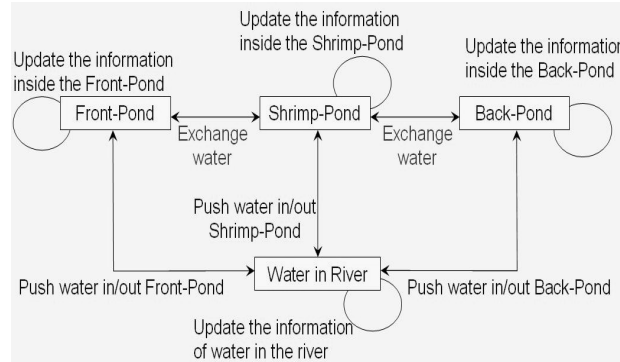 Update the information
inside the Shrimp-Pond
Update the information
inside the Front-Pond
Update the information
inside the Back-Pond
Front-Pond
Shrimp-Pond
Back-Pond
Exchange
water
Exchange
water
Push water in/out
Shrimp-Pond
Water in River
Push water in/out Front-Pond
Push water in/out Back-Pond
Update the information
of water in the river